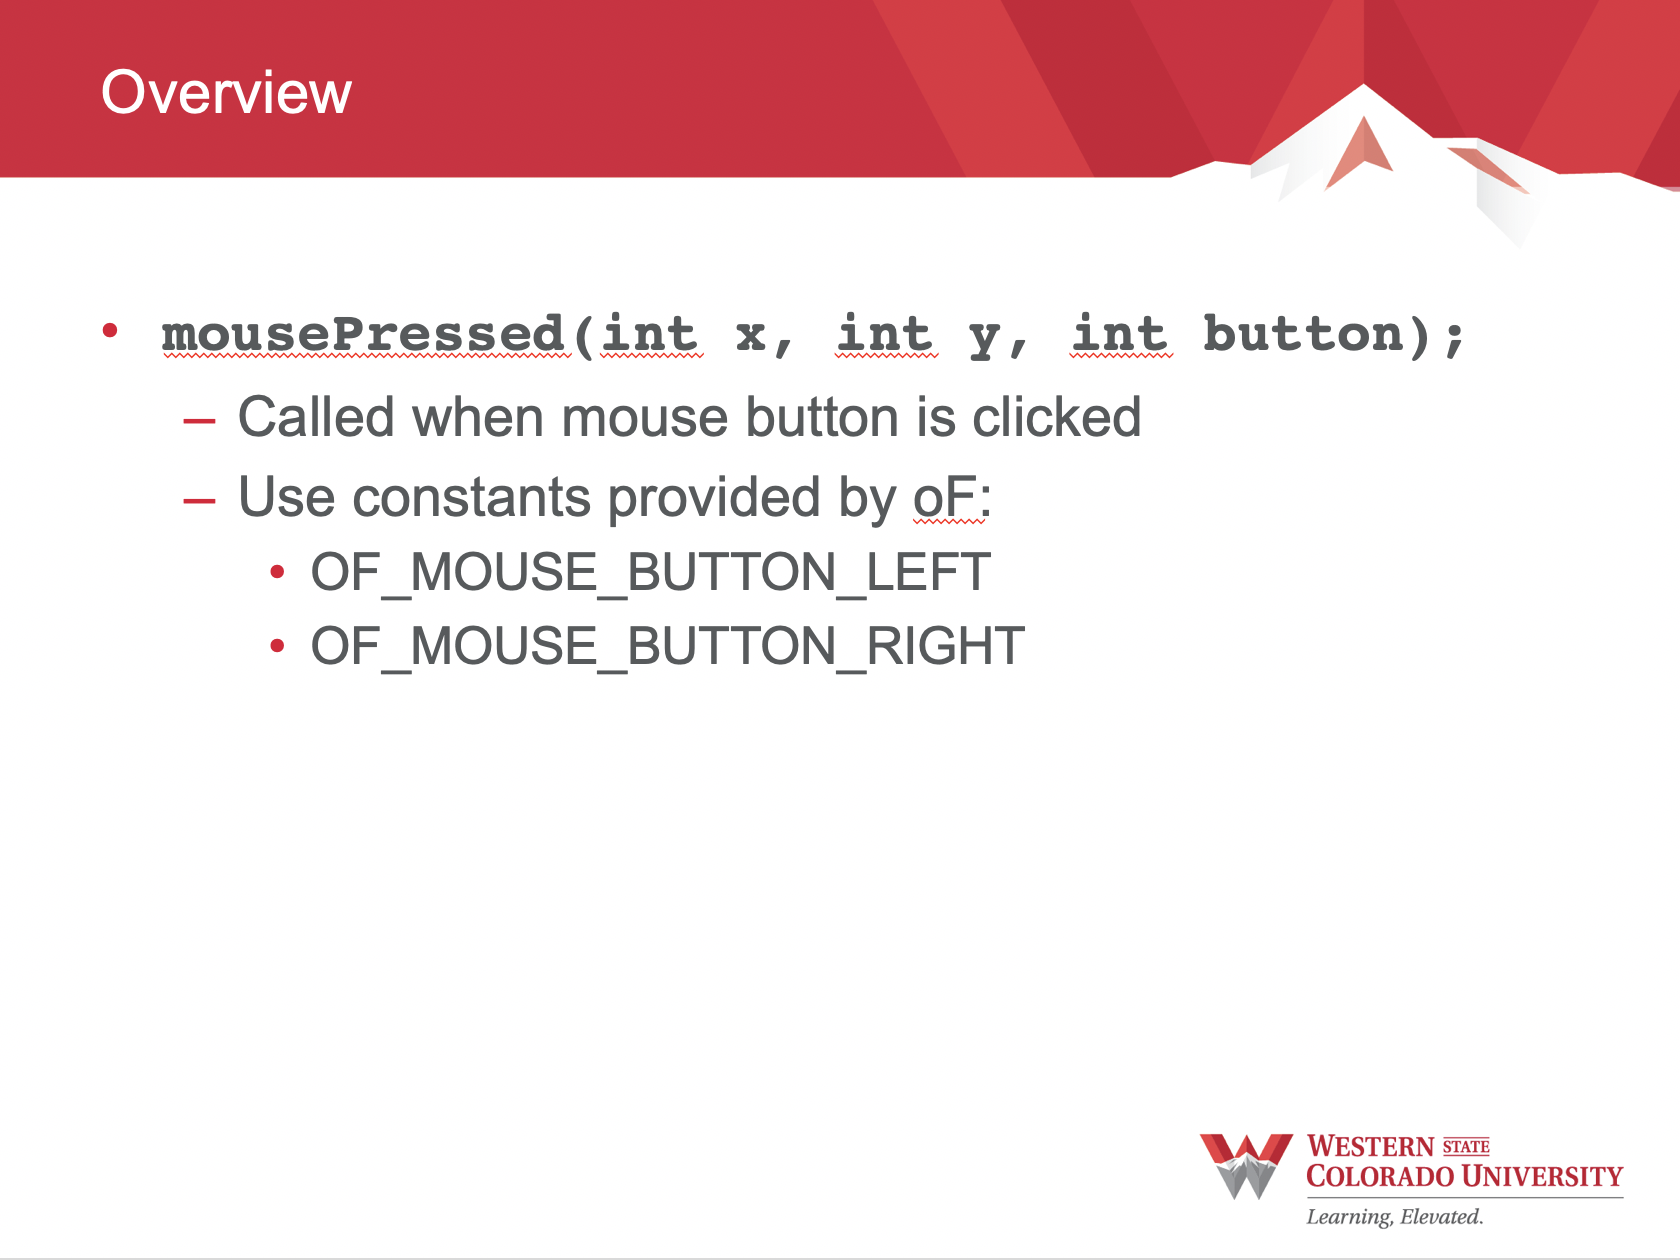 Overview
• mousePressed(int x, int y, int button);
– Called when mouse button is clicked
– Use constants provided by oF:
• OF_MOUSE_BUTTON_LEFT
• OF_MOUSE_BUTTON_RIGHT
WESTERN STATE
COLORADO UNIVERSITY
Learning, Elevated.